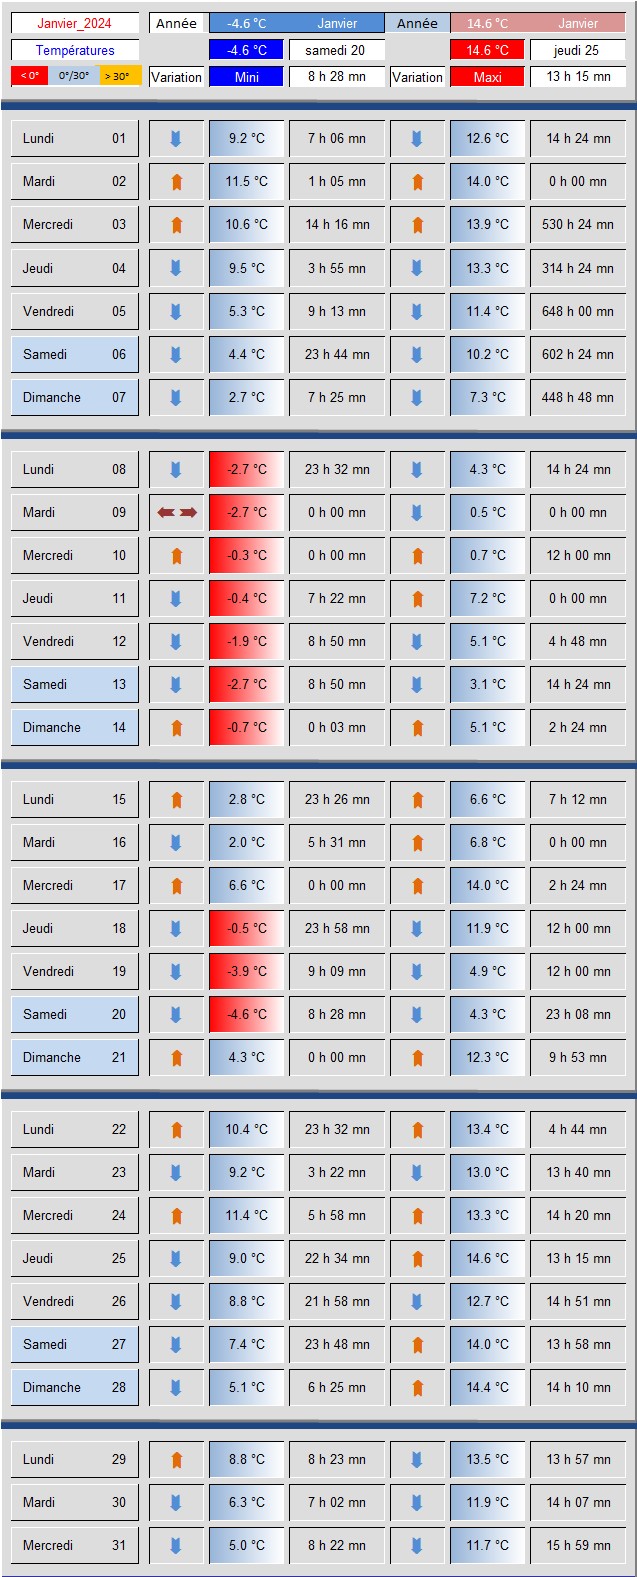 Janvier_2024 Année -4.6 °C Janvier Année 14.6 °C Janvier
Températures -4.6 °C samedi 20 14.6 °C jeudi 25
< 0° 0°/30° > 30° Variation Mini 8 h 28 mn Variation Maxi 13 h 15 mn
Lundi 01 9.2 °C 7 h 06 mn 12.6 °C 14 h 24 mn
Mardi 02 11.5 °C 1 h 05 mn 14.0 °C 0 h 00 mn
Mercredi 03 10.6 °C 14 h 16 mn 13.9 °C 530 h 24 mn
Jeudi 04 9.5 °C 3 h 55 mn 13.3 °C 314 h 24 mn
Vendredi 05 5.3 °C 9 h 13 mn 11.4 °C 648 h 00 mn
Samedi 06 4.4 °C 23 h 44 mn 10.2 °C 602 h 24 mn
Dimanche 07 2.7 °C 7 h 25 mn 7.3 °C 448 h 48 mn
Lundi 08 -2.7 °C 23 h 32 mn 4.3 °C 14 h 24 mn
Mardi 09 -2.7 °C 0 h 00 mn 0.5 °C 0 h 00 mn
Mercredi 10 -0.3 °C 0 h 00 mn 0.7 °C 12 h 00 mn
Jeudi 11 -0.4 °C 7 h 22 mn 7.2 °C 0 h 00 mn
Vendredi 12 -1.9 °C 8 h 50 mn 5.1 °C 4 h 48 mn
Samedi 13 -2.7 °C 8 h 50 mn 3.1 °C 14 h 24 mn
Dimanche 14 -0.7 °C 0 h 03 mn 5.1 °C 2 h 24 mn
Lundi 15 2.8 °C 23 h 26 mn 6.6 °C 7 h 12 mn
Mardi 16 2.0 °C 5 h 31 mn 6.8 °C 0 h 00 mn
Mercredi 17 6.6 °C 0 h 00 mn 14.0 °C 2 h 24 mn
Jeudi 18 -0.5 °C 23 h 58 mn 11.9 °C 12 h 00 mn
Vendredi 19 -3.9 °C 9 h 09 mn 4.9 °C 12 h 00 mn
Samedi 20 -4.6 °C 8 h 28 mn 4.3 °C 23 h 08 mn
Dimanche 21 4.3 °C 0 h 00 mn 12.3 °C 9 h 53 mn
Lundi 22 10.4 °C 23 h 32 mn 13.4 °C 4 h 44 mn
Mardi 23 9.2 °C 3 h 22 mn 13.0 °C 13 h 40 mn
Mercredi 24 11.4 °C 5 h 58 mn 13.3 °C 14 h 20 mn
Jeudi 25 9.0 °C 22 h 34 mn 14.6 °C 13 h 15 mn
Vendredi 26 8.8 °C 21 h 58 mn 12.7 °C 14 h 51 mn
Samedi 27 7.4 °C 23 h 48 mn 14.0 °C 13 h 58 mn
Dimanche 28 5.1 °C 6 h 25 mn 14.4 °C 14 h 10 mn
Lundi 29 8.8 °C 8 h 23 mn 13.5 °C 13 h 57 mn
Mardi 30 6.3 °C 7 h 02 mn 11.9 °C 14 h 07 mn
Mercredi 31 5.0 °C 8 h 22 mn 11.7 °C 15 h 59 mn